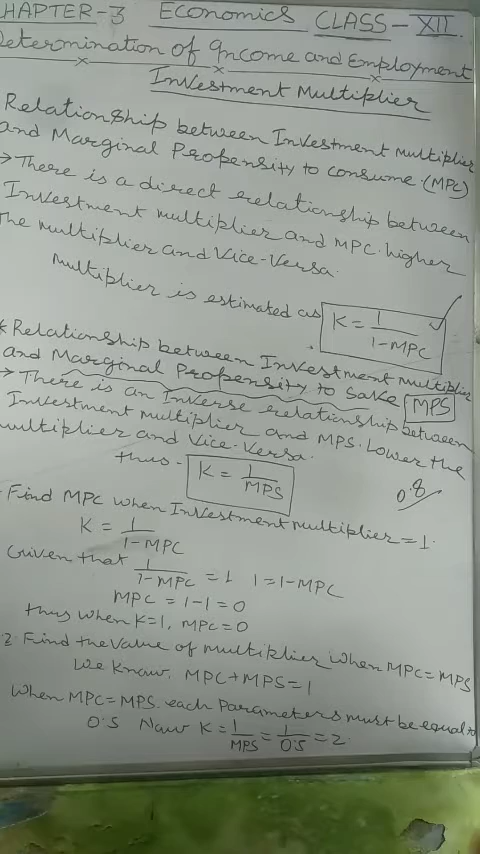 HAPTER-3 Economics CLASS-XII
Determination of Income and Employment
Investment Multiplier
Relationship between Investment multiplier
and Marginal Propensity to consume (MPC)
→ There is a direct relationship between
Investment multiplier and MPC. higher
The multiplier and Vice-Versa.
Multiplier is estimated as K = 1/1-MPC
* Relationship between Investment Multiplier
and Marginal Propensity to Sake MPS
→ There is an Inverse relationship between
Investment multiplier and MPS. Lower the
multiplier and Vice-Versa.
thus - K = 1/MPS
0.8
Find MPC when Investment multiplier = 1.
K = 1/1-MPC
Given that 1/1-MPC = 1 1 = 1-MPC
MPC = 1-1 = 0
thus when K=1, MPC=0
2. Find the Value of multiplier when MPC = MPS
We Know, MPC + MPS = 1
When MPC = MPS. each Parameters must be equal to
0.5 Now K = 1/MPS = 1/0.5 = 2.